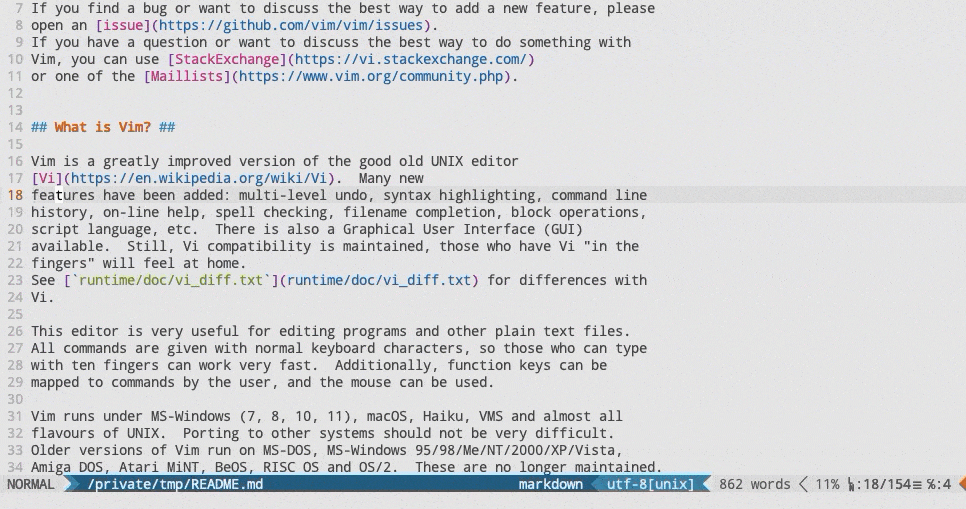 7 If you find a bug or want to discuss the best way to add a new feature, please
8 open an [issue](https://github.com/vim/vim/issues).
9 If you have a question or want to discuss the best way to do something with
10 Vim, you can use [StackExchange](https://vi.stackexchange.com/)
11 or one of the [Maillists](https://www.vim.org/community.php).
12
13
14 ## What is Vim? ##
15
16 Vim is a greatly improved version of the good old UNIX editor
17 [Vi](https://en.wikipedia.org/wiki/Vi).  Many new
18 features have been added: multi-level undo, syntax highlighting, command line
19 history, on-line help, spell checking, filename completion, block operations,
20 script language, etc.  There is also a Graphical User Interface (GUI)
21 available.  Still, Vi compatibility is maintained, those who have Vi "in the
22 fingers" will feel at home.
23 See [`runtime/doc/vi_diff.txt`](runtime/doc/vi_diff.txt) for differences with
24 Vi.
25
26 This editor is very useful for editing programs and other plain text files.
27 All commands are given with normal keyboard characters, so those who can type
28 with ten fingers can work very fast.  Additionally, function keys can be
29 mapped to commands by the user, and the mouse can be used.
30
31 Vim runs under MS-Windows (7, 8, 10, 11), macOS, Haiku, VMS and almost all
32 flavours of UNIX.  Porting to other systems should not be very difficult.
33 Older versions of Vim run on MS-DOS, MS-Windows 95/98/Me/NT/2000/XP/Vista,
34 Amiga DOS, Atari MiNT, BeOS, RISC OS and OS/2.  These are no longer maintained.
NORMAL /private/tmp/README.md markdown utf-8[unix] 862 words 11% ㏑:18/154≡ ℅:4